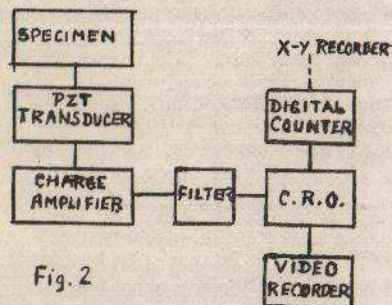 SPECIMEN
X-Y RECORDER
PZT
TRANSDUCER
DIGITAL
COUNTER
CHARGE
AMPLIFIER
FILTER
C.R.O.
VIDEO
RECORDER
Fig. 2